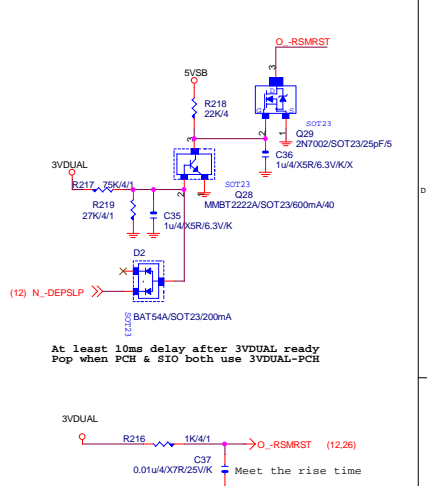 O_-RSMRST
3
5VSB
R218
22K/4
D
G
S
SOT23
Q29
2N7002/SOT23/25pF/5
2
1
3
C36
1u/4/X5R/6.3V/K/X
3VDUAL
R217 75K/4/1
SOT23
Q28
MMBT2222A/SOT23/600mA/40
2
R219
27K/4/1
C35
1u/4/X5R/6.3V/K
D
D2
(12) N_-DEPSLP
SOT23
BAT54A/SOT23/200mA
At least 10ms delay after 3VDUAL ready
Pop when PCH & SIO both use 3VDUAL-PCH
3VDUAL
R216 1K/4/1
O_-RSMRST (12,26)
C37
0.01u/4/X7R/25V/K
Meet the rise time